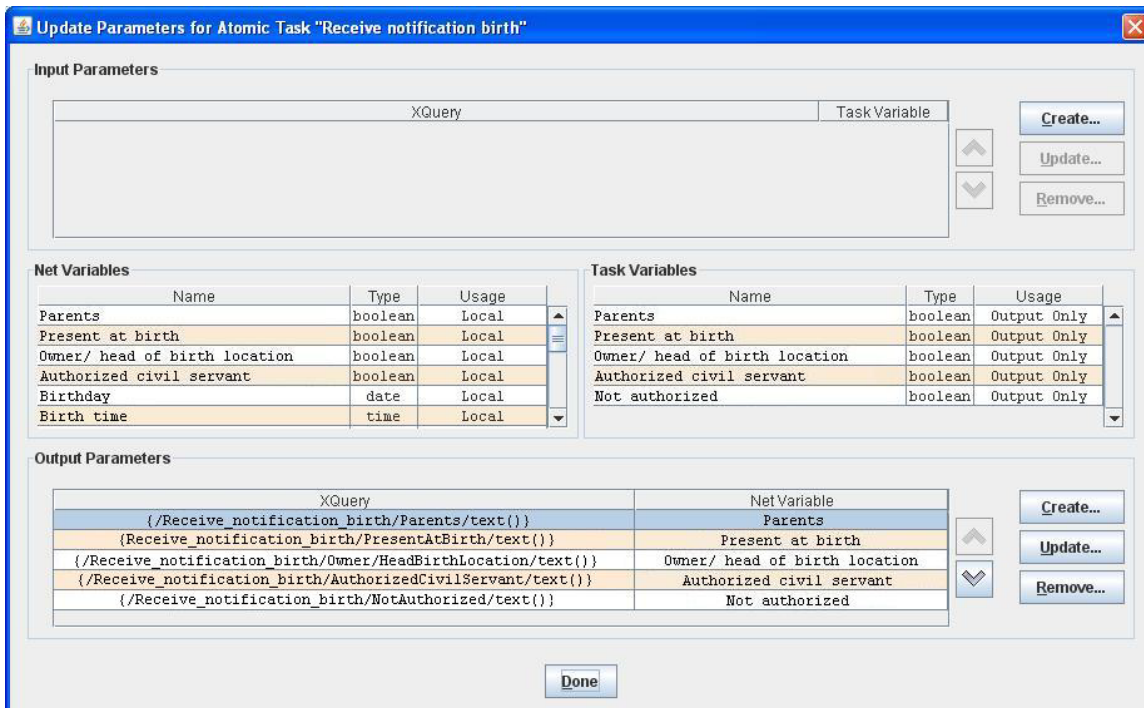 Update Parameters for Atomic Task "Receive notification birth"
Input Parameters
XQuery Task Variable
Create...
Update...
Remove...
Net Variables
Name Type Usage
Parents boolean Local
Present at birth boolean Local
Owner/ head of birth location boolean Local
Authorized civil servant boolean Local
Birthday date Local
Birth time time Local
Task Variables
Name Type Usage
Parents boolean Output Only
Present at birth boolean Output Only
Owner/ head of birth location boolean Output Only
Authorized civil servant boolean Output Only
Not authorized boolean Output Only
Output Parameters
XQuery Net Variable
{/Receive_notification_birth/Parents/text()} Parents
{Receive_notification_birth/PresentAtBirth/text()} Present at birth
{/Receive_notification_birth/Owner/HeadBirthLocation/text()} Owner/ head of birth location
{/Receive_notification_birth/AuthorizedCivilServant/text()} Authorized civil servant
{/Receive_notification_birth/NotAuthorized/text()} Not authorized
Create...
Update...
Remove...
Done